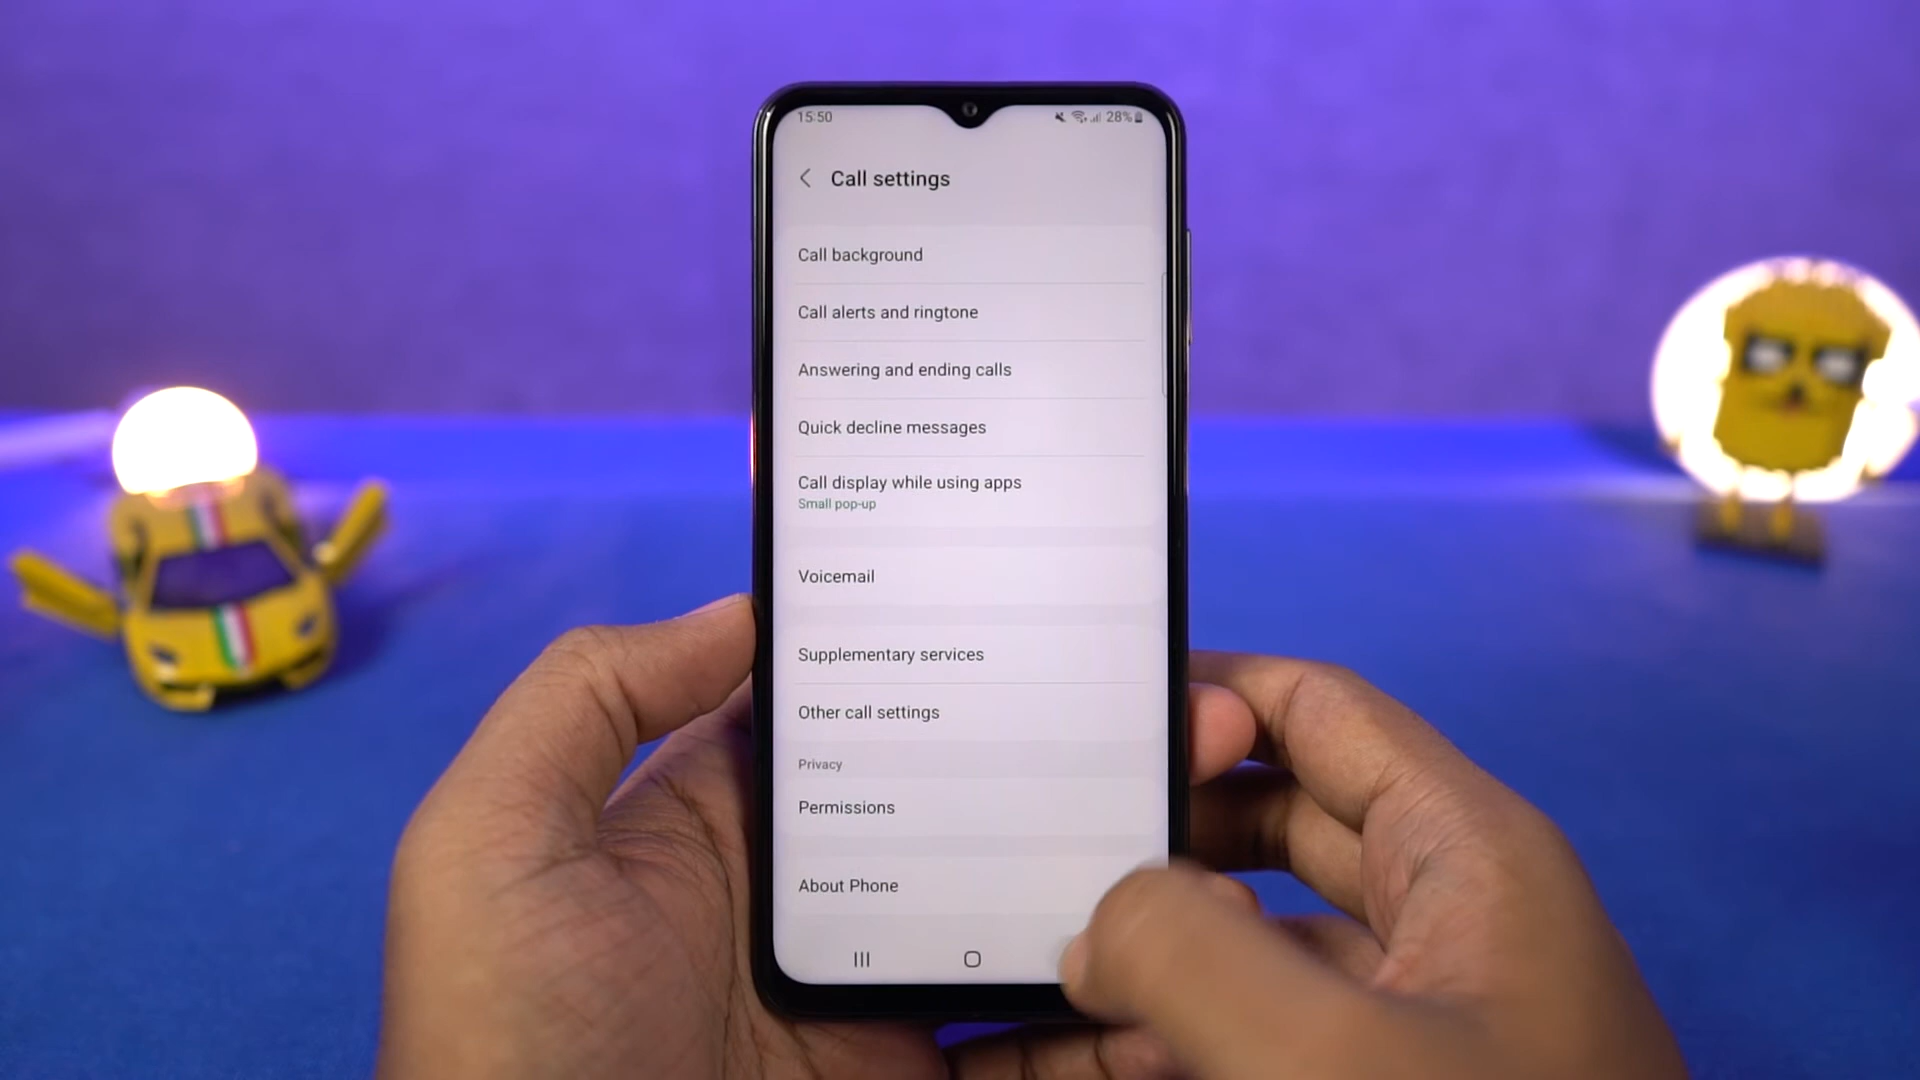 15:50
28%
Call settings
Call background
Call alerts and ringtone
Answering and ending calls
Quick decline messages
Call display while using apps
Small pop-up
Voicemail
Supplementary services
Other call settings
Privacy
Permissions
About Phone